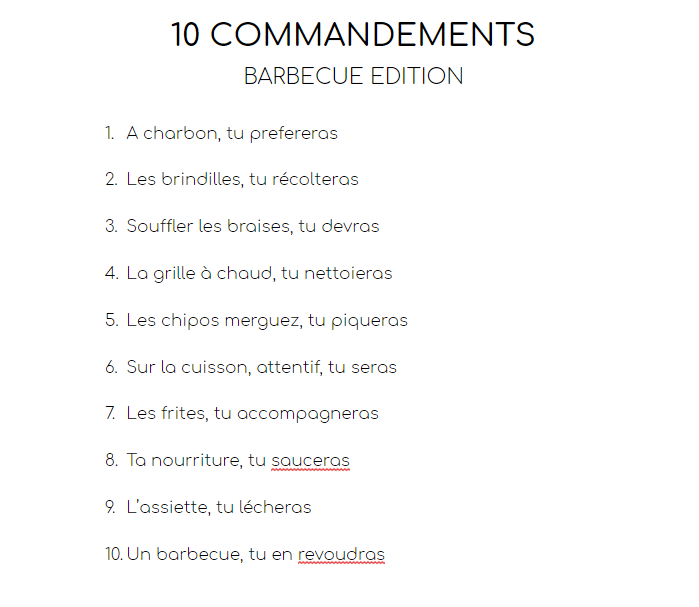 10 COMMANDEMENTS
BARBECUE EDITION
1. A charbon, tu prefereras
2. Les brindilles, tu récolteras
3. Souffler les braises, tu devras
4. La grille à chaud, tu nettoieras
5. Les chipos merguez, tu piqueras
6. Sur la cuisson, attentif, tu seras
7. Les frites, tu accompagneras
8. Ta nourriture, tu sauceras
9. L'assiette, tu lécheras
10. Un barbecue, tu en revoudras